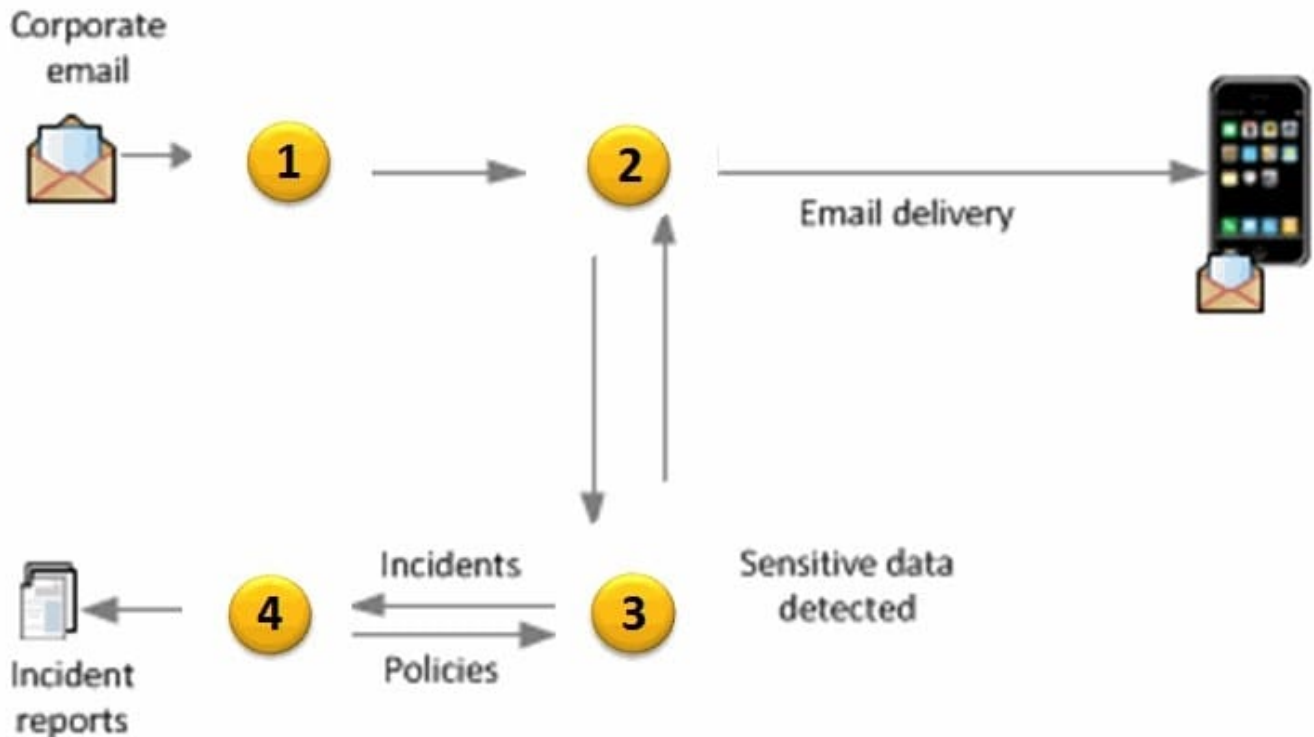 Corporate
email
1
2
Email delivery
Incidents
Sensitive data
detected
4
3
Policies
Incident
reports